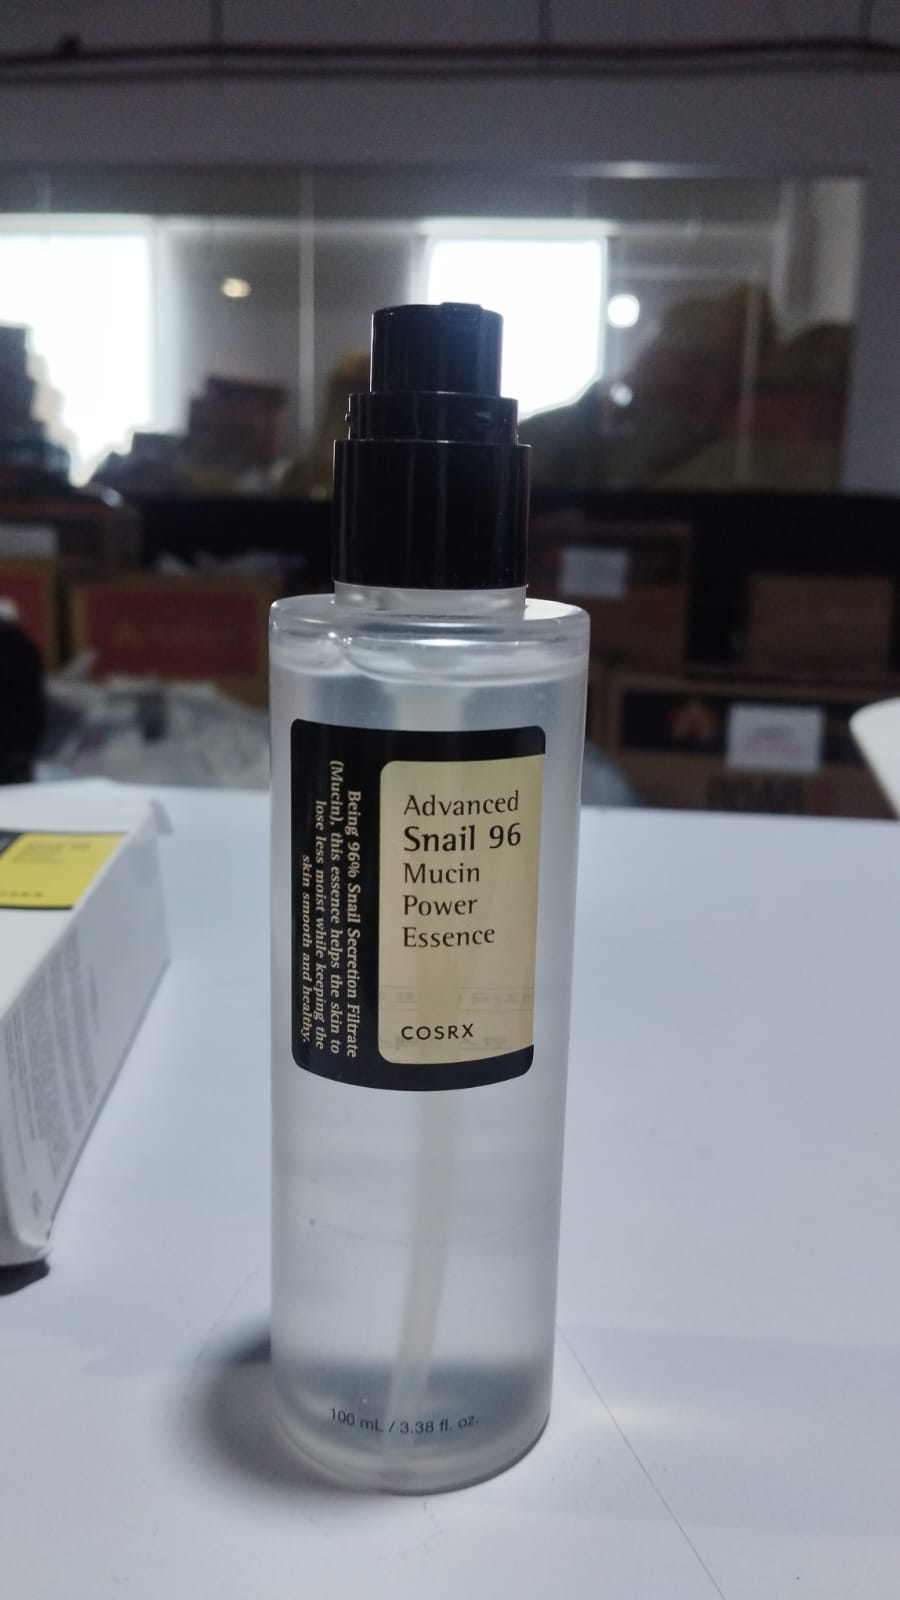 Advanced
Snail 96
Mucin
Power
Essence
COSRX
Being 96% Snail Secretion Filtrate
(Mucin), this essence helps the skin to
lose less moist while keeping the
skin smooth and healthy.
100 mL / 3.38 fl. oz.